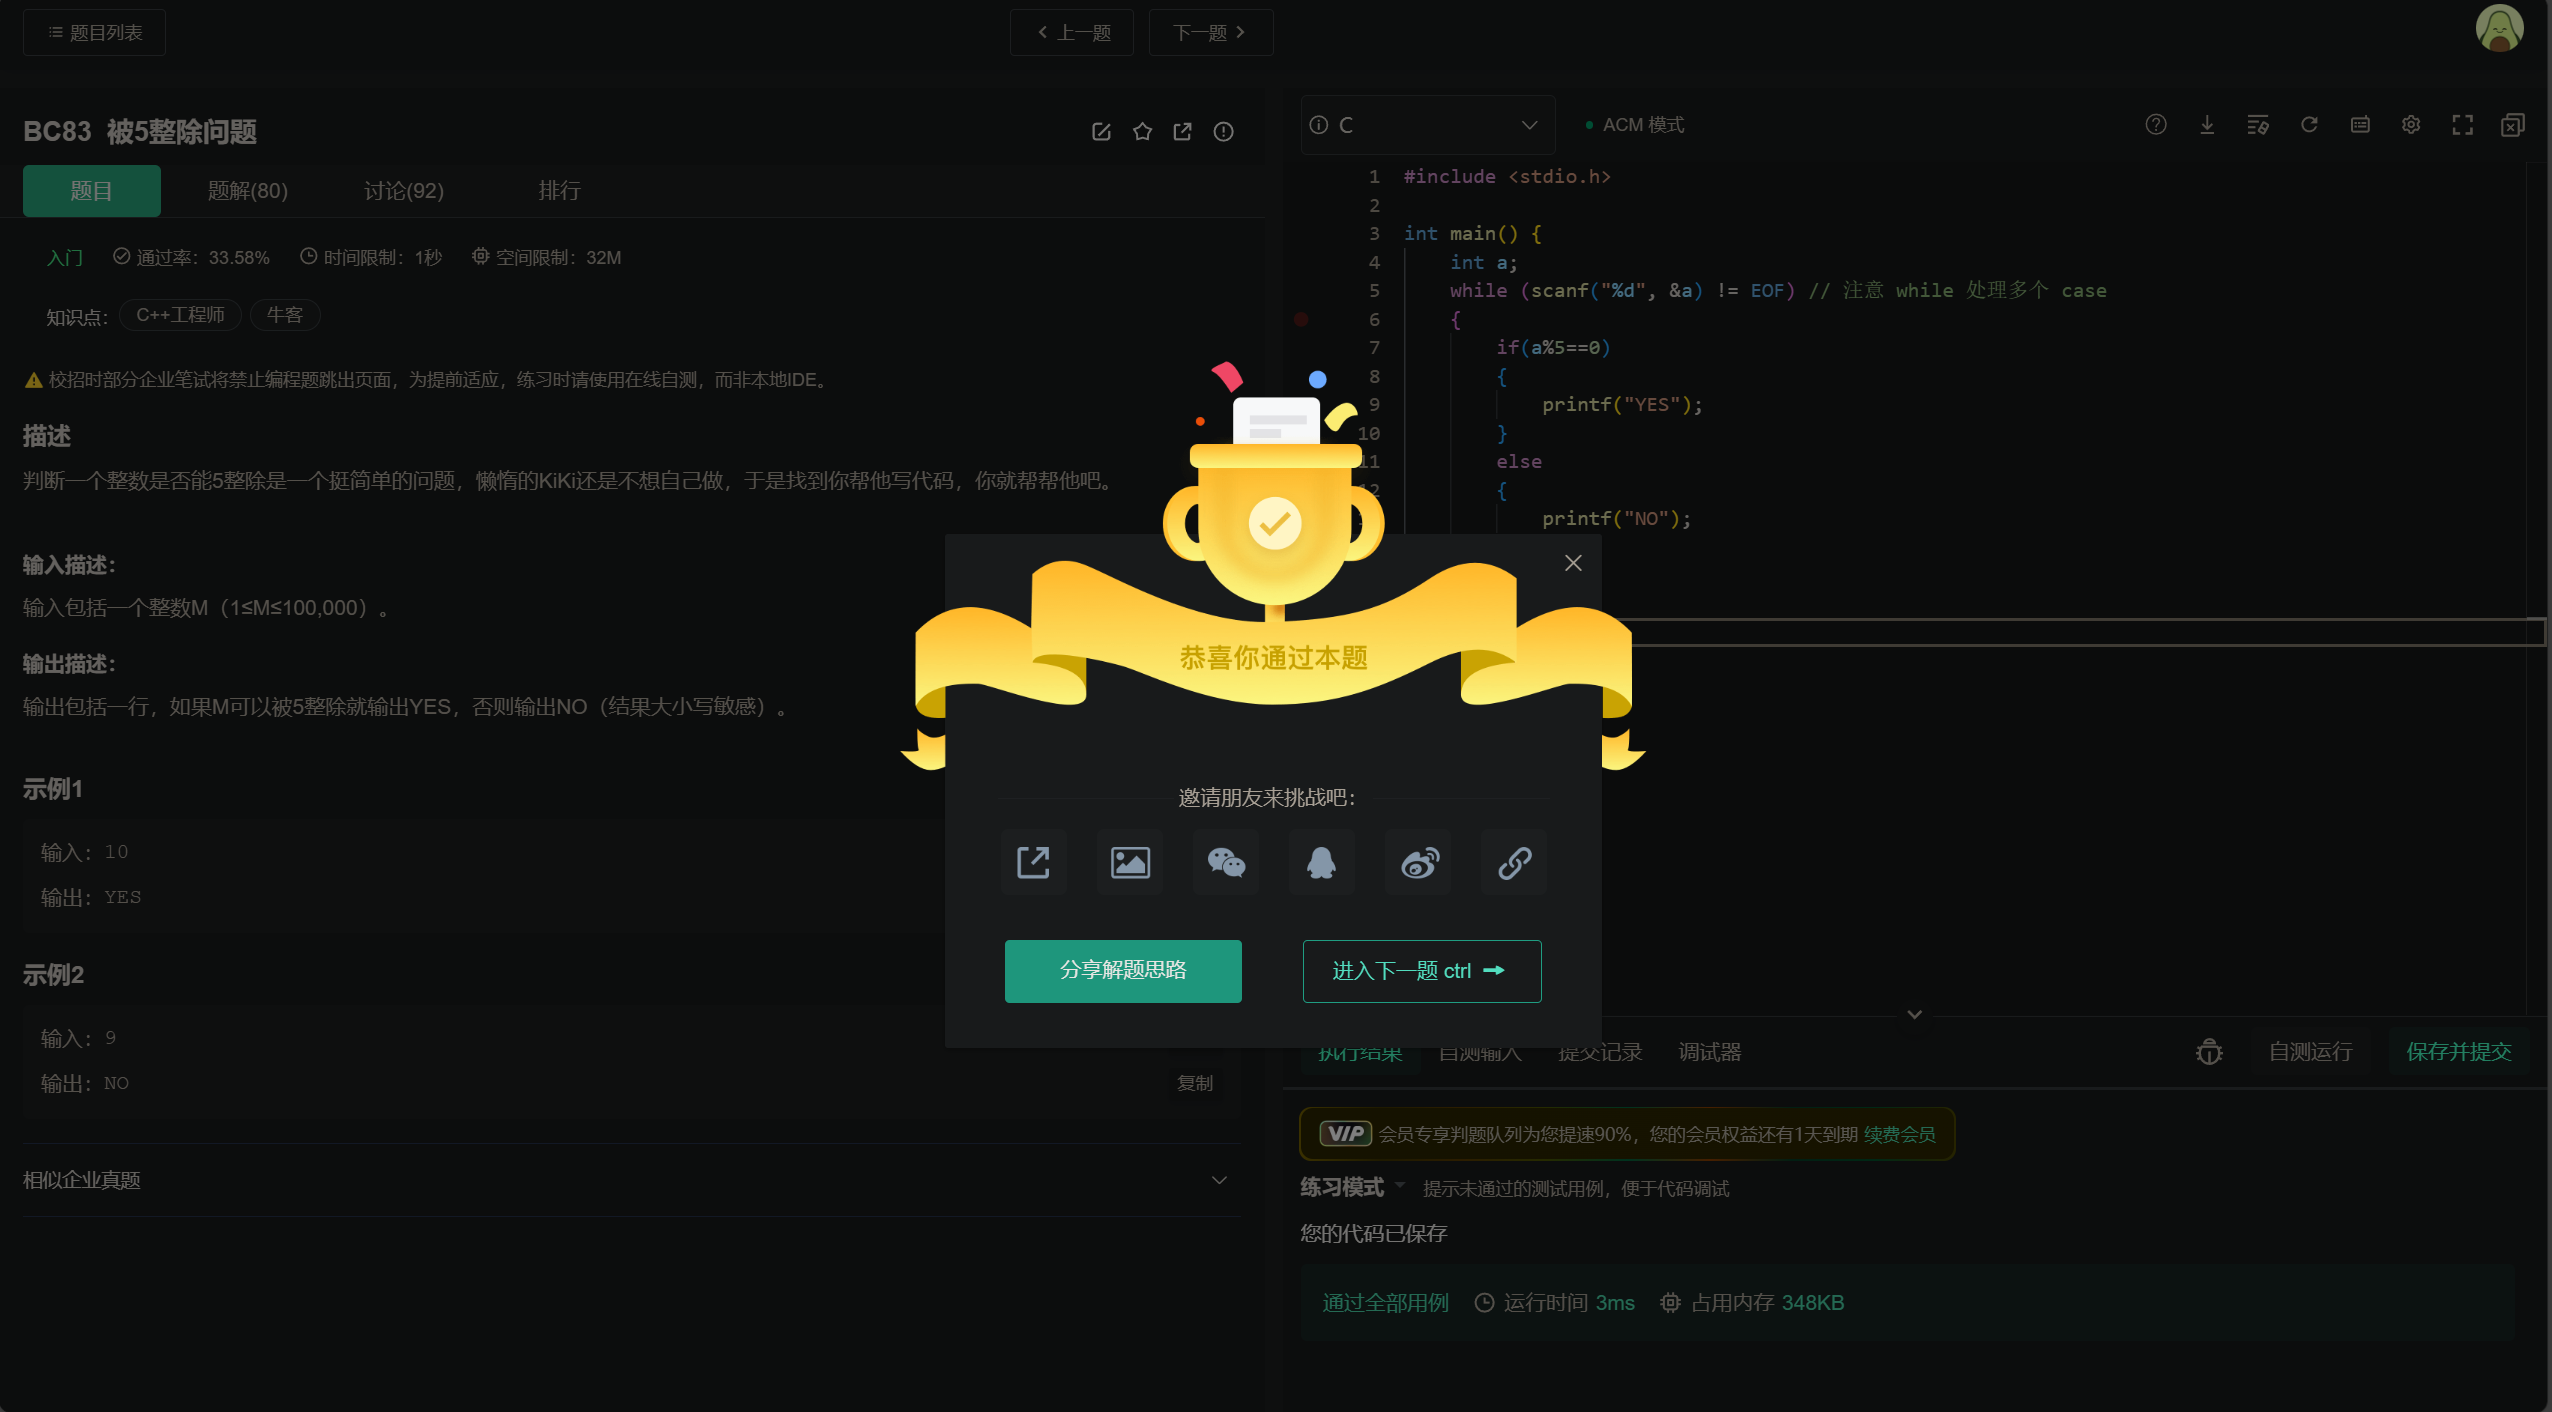 题目列表
上一题
下一题
BC83 被5整除问题
题目
题解(80)
讨论(92)
排行
入门
通过率：33.58%
时间限制：1秒
空间限制：32M
知识点：
C++工程师
牛客
校招时部分企业笔试将禁止编程题跳出页面，为提前适应，练习时请使用在线自测，而非本地IDE。
描述
判断一个整数是否能5整除是一个挺简单的问题，懒惰的KiKi还是不想自己做，于是找到你帮他写代码，你就帮帮他吧。
输入描述：
输入包括一个整数M（1≤M≤100,000）。
输出描述：
输出包括一行，如果M可以被5整除就输出YES，否则输出NO（结果大小写敏感）。
示例1
输入：10
输出：YES
示例2
输入：9
输出：NO
复制
相似企业真题
C
ACM 模式
1 #include <stdio.h>
2
3 int main() {
4 int a;
5 while (scanf("%d", &a) != EOF) // 注意 while 处理多个 case
6 {
7 if(a%5==0)
8 {
9 printf("YES");
10 }
11 else
12 {
printf("NO");
恭喜你通过本题
邀请朋友来挑战吧：
分享解题思路
进入下一题 ctrl
执行结果
自测输入
提交记录
调试器
自测运行
保存并提交
VIP 会员专享判题队列为您提速90%，您的会员权益还有1天到期 续费会员
练习模式
提示未通过的测试用例，便于代码调试
您的代码已保存
通过全部用例
运行时间 3ms
占用内存 348KB